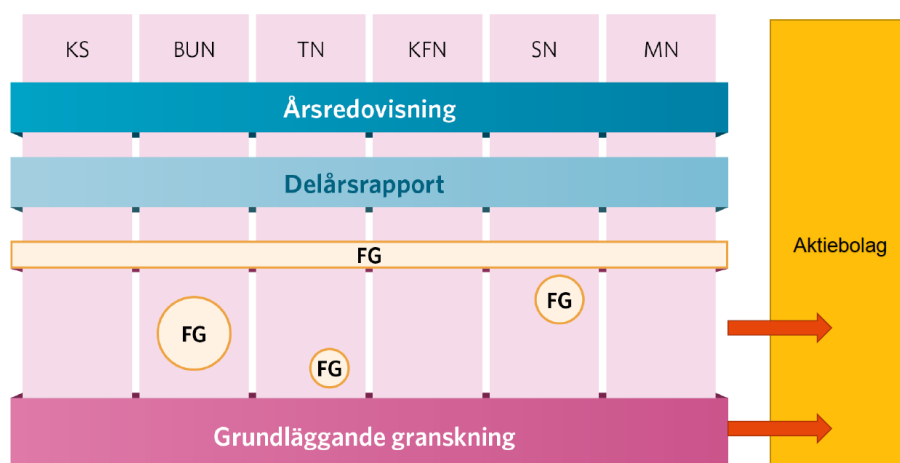 KS BUN TN KFN SN MN
Årsredovisning
Delårsrapport
FG
Aktiebolag
FG
FG
FG
Grundläggande granskning